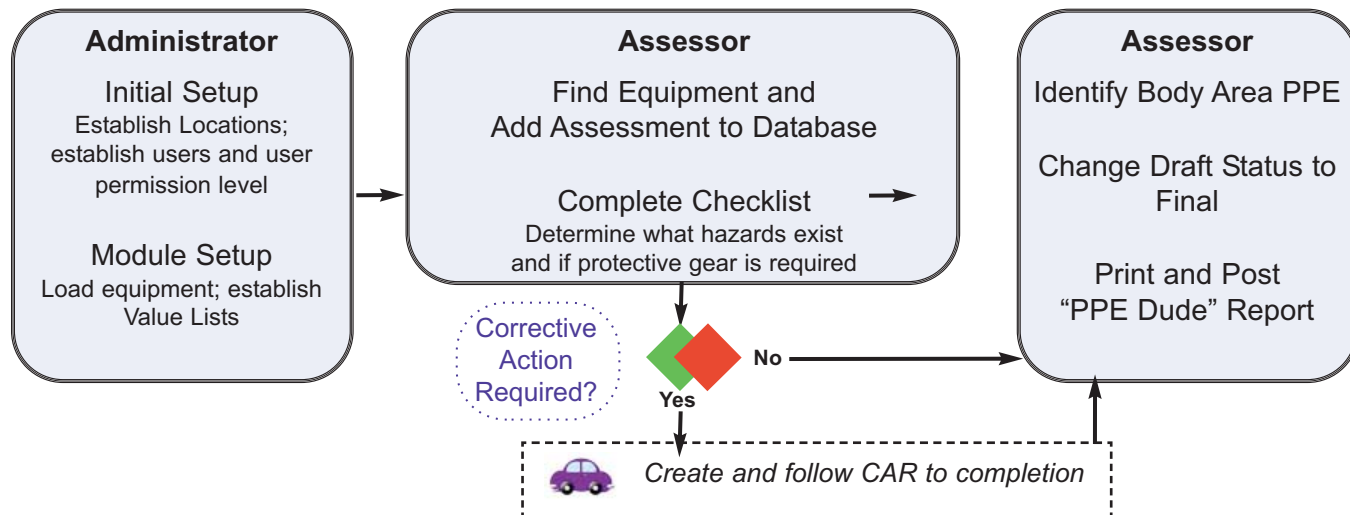 Administrator
Initial Setup
Establish Locations;
establish users and user
permission level
Module Setup
Load equipment; establish
Value Lists
Assessor
Find Equipment and
Add Assessment to Database
Complete Checklist
Determine what hazards exist
and if protective gear is required
Corrective
Action
Required?
No
Yes
Create and follow CAR to completion
Assessor
Identify Body Area PPE
Change Draft Status to
Final
Print and Post
“PPE Dude” Report